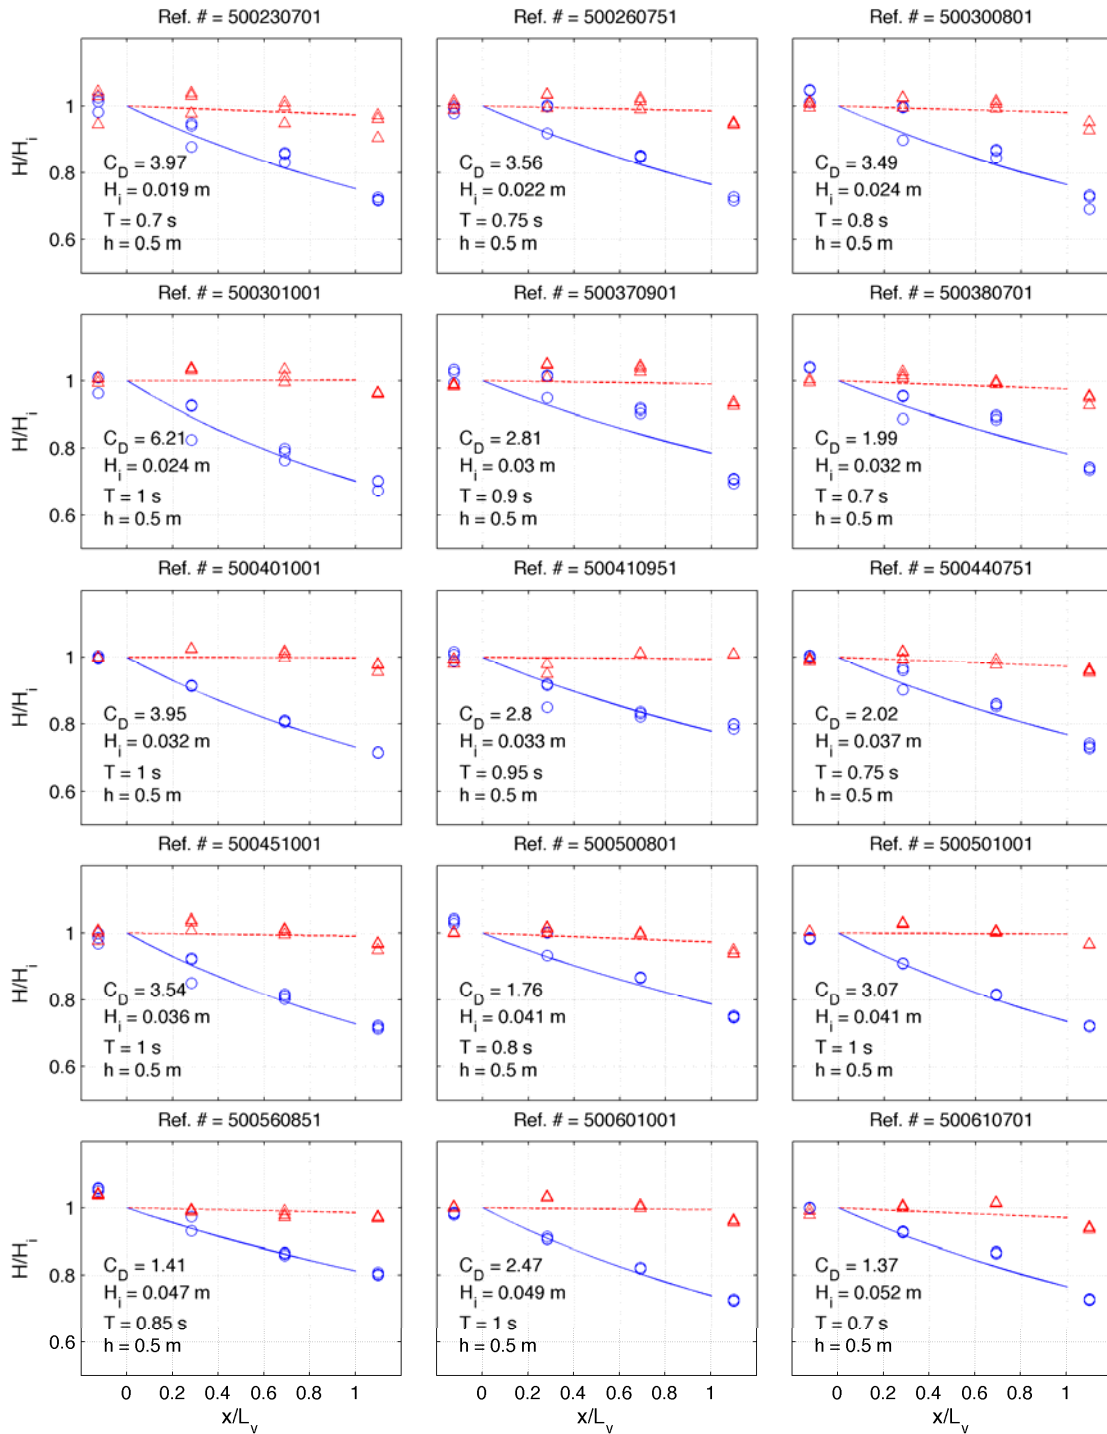 Ref. # = 500230701
Ref. # = 500260751
Ref. # = 500300801
H/H_i
1
0.8
0.6
C_D = 3.97
H_i = 0.019 m
T = 0.7 s
h = 0.5 m
C_D = 3.56
H_i = 0.022 m
T = 0.75 s
h = 0.5 m
C_D = 3.49
H_i = 0.024 m
T = 0.8 s
h = 0.5 m
Ref. # = 500301001
Ref. # = 500370901
Ref. # = 500380701
H/H_i
1
0.8
0.6
C_D = 6.21
H_i = 0.024 m
T = 1 s
h = 0.5 m
C_D = 2.81
H_i = 0.03 m
T = 0.9 s
h = 0.5 m
C_D = 1.99
H_i = 0.032 m
T = 0.7 s
h = 0.5 m
Ref. # = 500401001
Ref. # = 500410951
Ref. # = 500440751
H/H_i
1
0.8
0.6
C_D = 3.95
H_i = 0.032 m
T = 1 s
h = 0.5 m
C_D = 2.8
H_i = 0.033 m
T = 0.95 s
h = 0.5 m
C_D = 2.02
H_i = 0.037 m
T = 0.75 s
h = 0.5 m
Ref. # = 500451001
Ref. # = 500500801
Ref. # = 500501001
H/H_i
1
0.8
0.6
C_D = 3.54
H_i = 0.036 m
T = 1 s
h = 0.5 m
C_D = 1.76
H_i = 0.041 m
T = 0.8 s
h = 0.5 m
C_D = 3.07
H_i = 0.041 m
T = 1 s
h = 0.5 m
Ref. # = 500560851
Ref. # = 500601001
Ref. # = 500610701
H/H_i
1
0.8
0.6
C_D = 1.41
H_i = 0.047 m
T = 0.85 s
h = 0.5 m
C_D = 2.47
H_i = 0.049 m
T = 1 s
h = 0.5 m
C_D = 1.37
H_i = 0.052 m
T = 0.7 s
h = 0.5 m
0 0.2 0.4 0.6 0.8 1
0 0.2 0.4 0.6 0.8 1
0 0.2 0.4 0.6 0.8 1
x/L_v
x/L_v
x/L_v